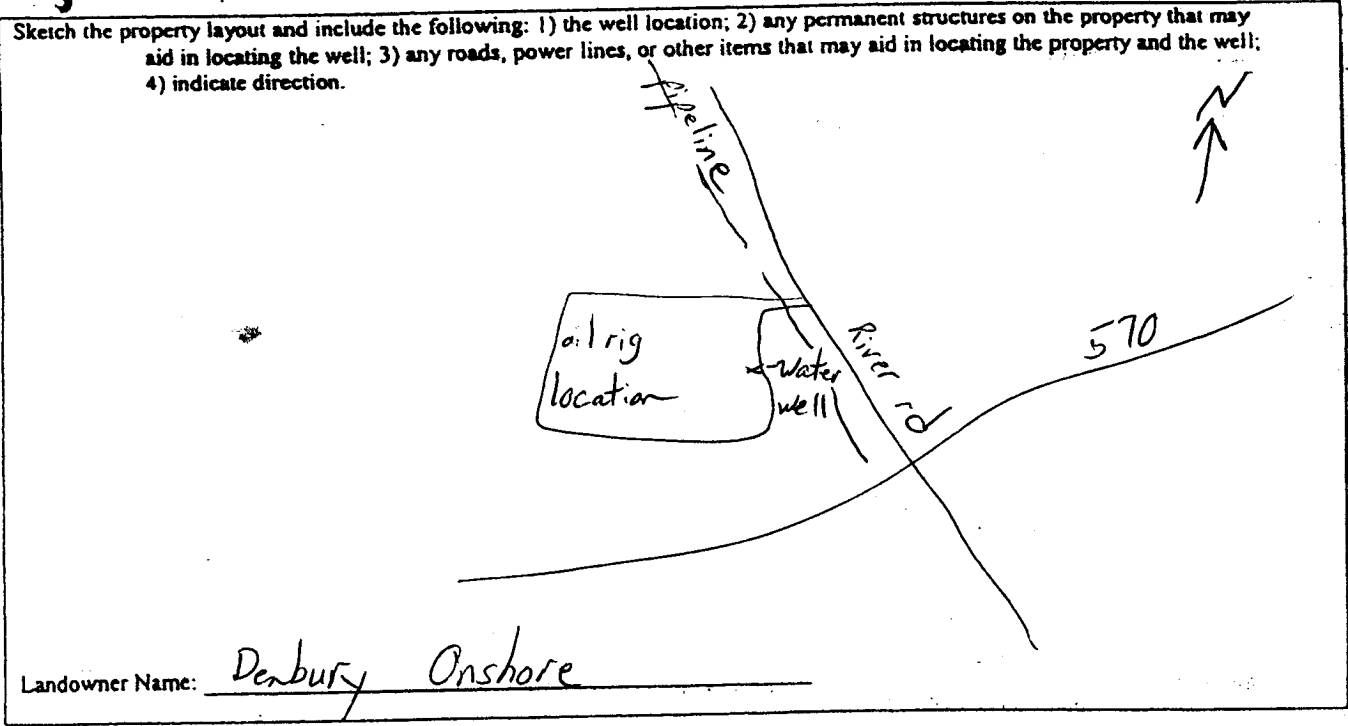 Sketch the property layout and include the following: 1) the well location; 2) any permanent structures on the property that may
aid in locating the well; 3) any roads, power lines, or other items that may aid in locating the property and the well;
4) indicate direction.
N
Pipeline
oil rig
location
Water
well
River rd
570
Landowner Name: Denbury Onshore